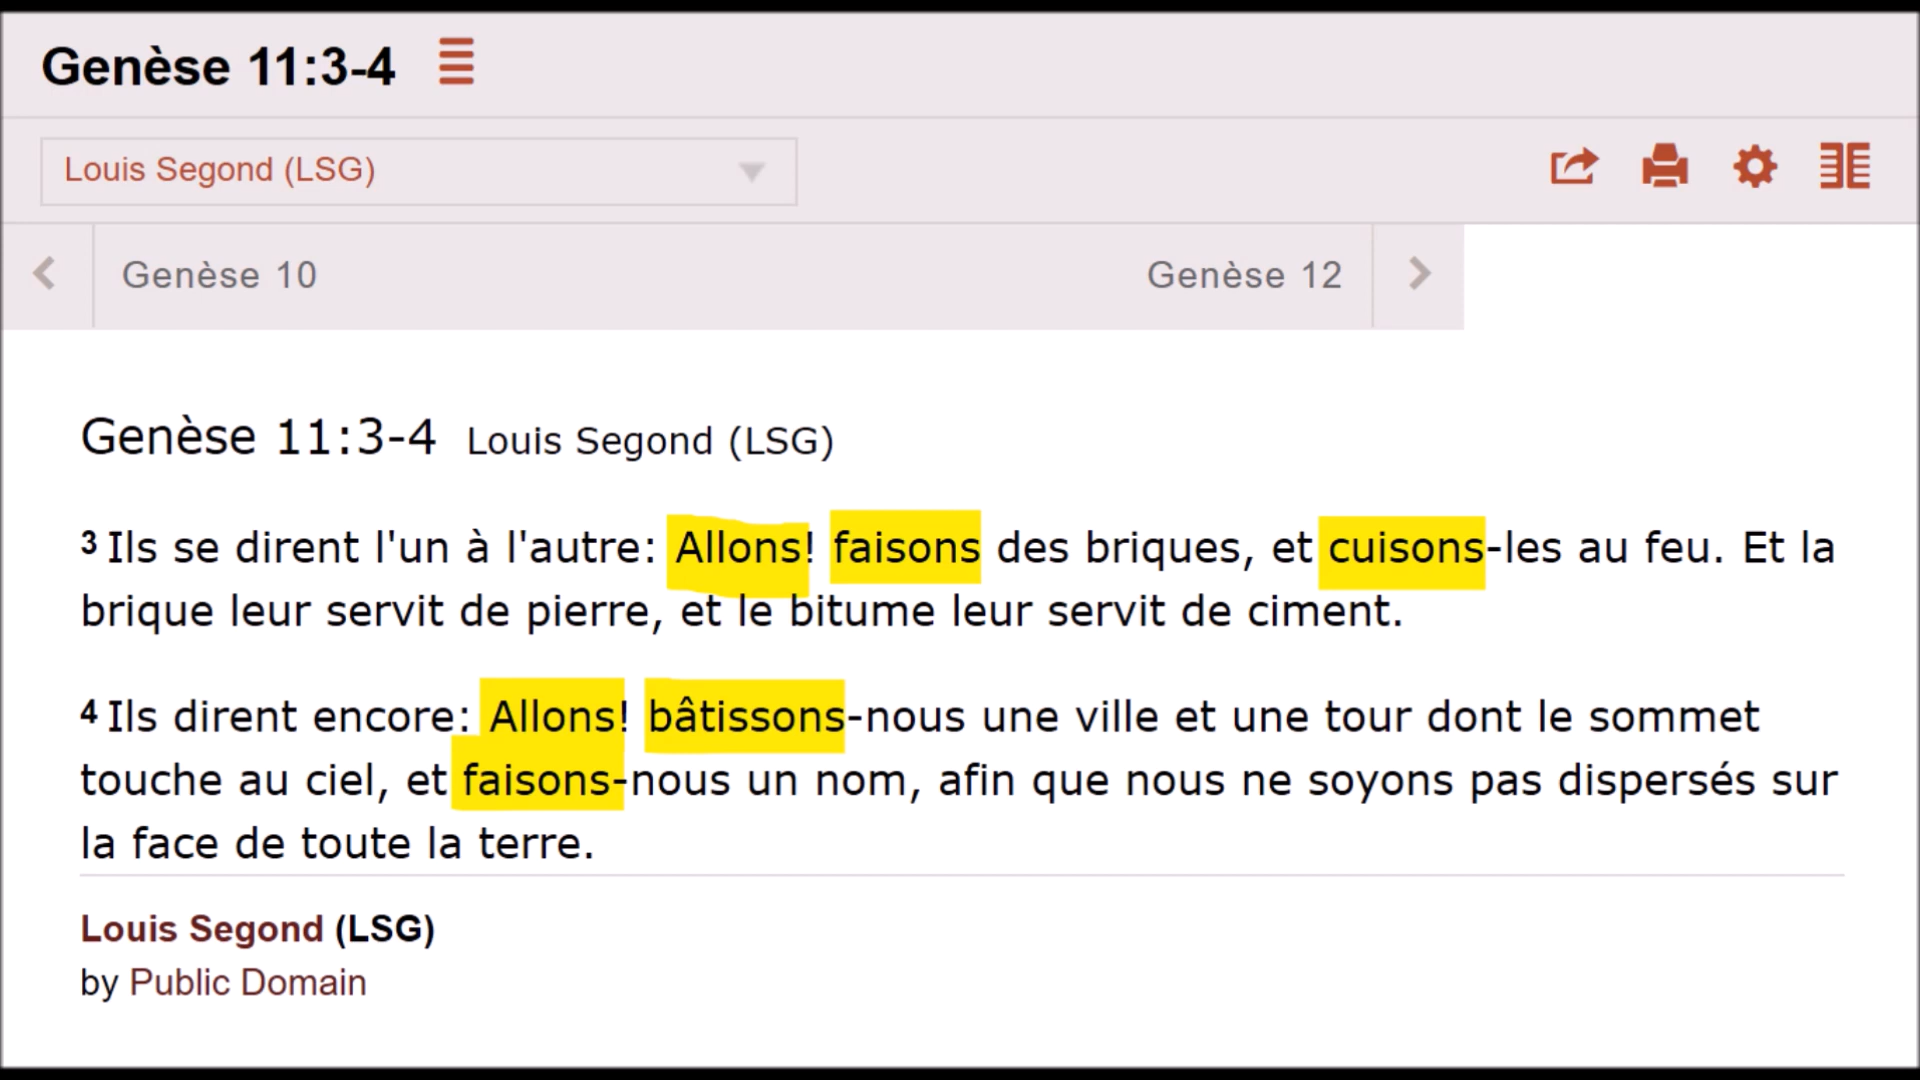 Genèse 11:3-4
Louis Segond (LSG)
Genèse 10
Genèse 12
Genèse 11:3-4 Louis Segond (LSG)
3 Ils se dirent l'un à l'autre: Allons! faisons des briques, et cuisons-les au feu. Et la
brique leur servit de pierre, et le bitume leur servit de ciment.
4 Ils dirent encore: Allons! bâtissons-nous une ville et une tour dont le sommet
touche au ciel, et faisons-nous un nom, afin que nous ne soyons pas dispersés sur
la face de toute la terre.
Louis Segond (LSG)
by Public Domain